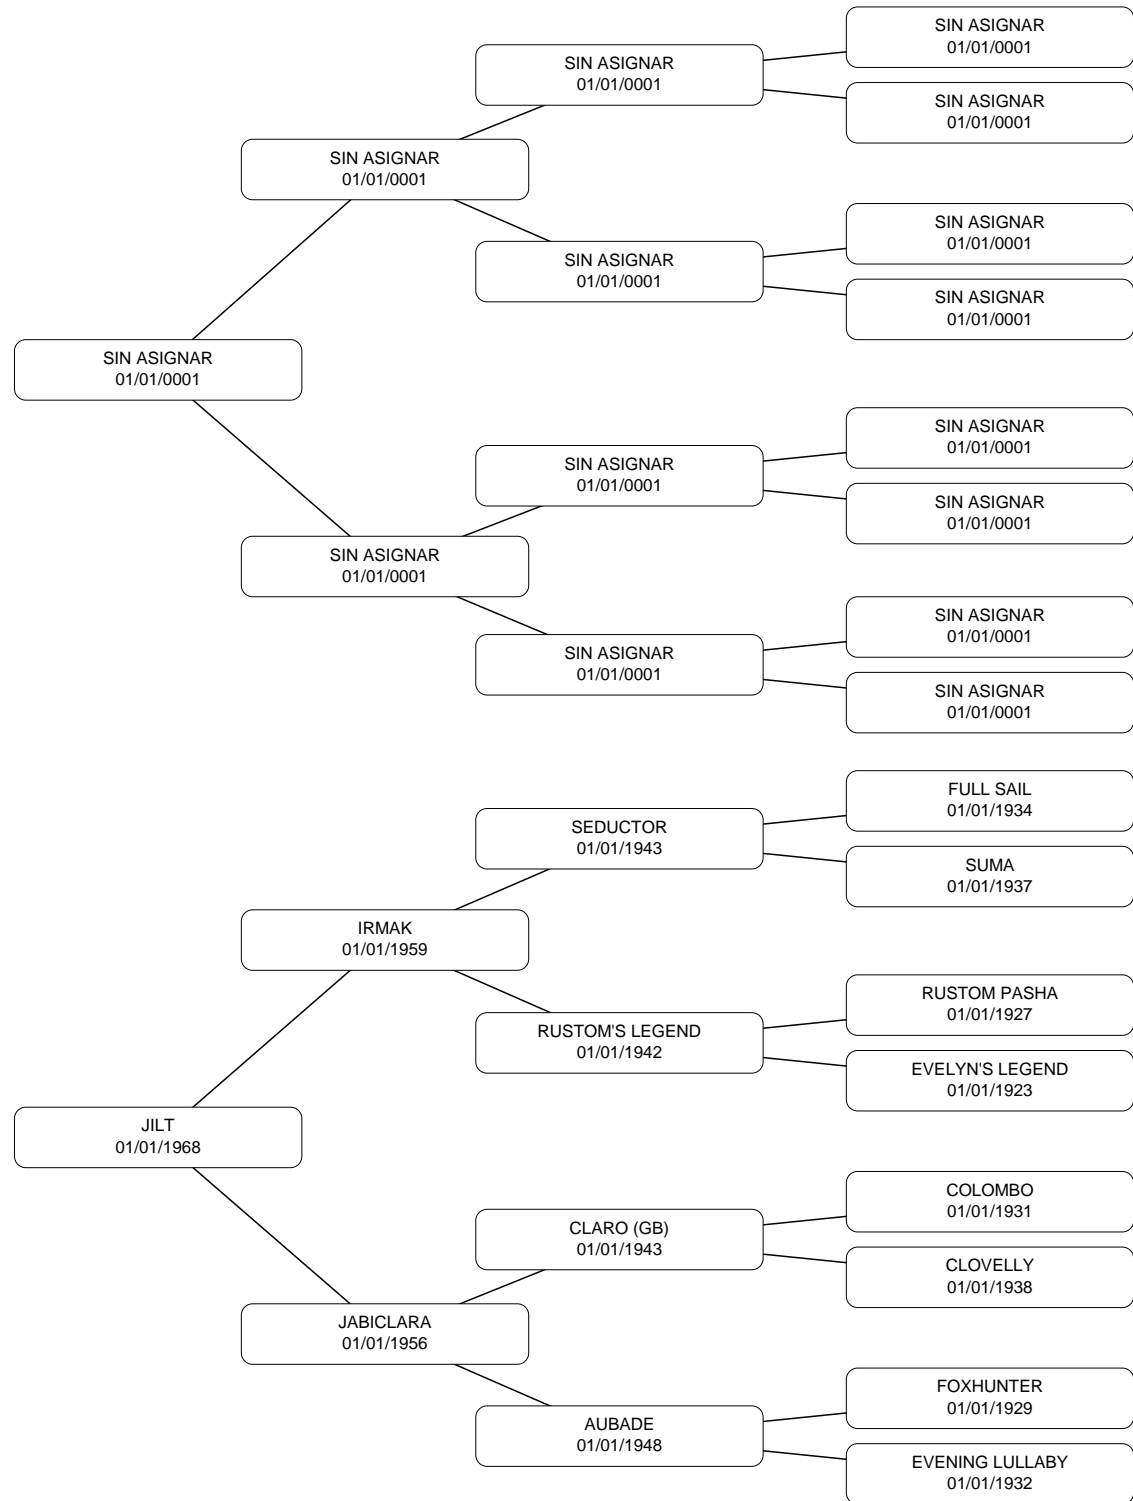 SIN ASIGNAR
01/01/0001
SIN ASIGNAR
01/01/0001
SIN ASIGNAR
01/01/0001
SIN ASIGNAR
01/01/0001
SIN ASIGNAR
01/01/0001
SIN ASIGNAR
01/01/0001
SIN ASIGNAR
01/01/0001
SIN ASIGNAR
01/01/0001
SIN ASIGNAR
01/01/0001
SIN ASIGNAR
01/01/0001
SIN ASIGNAR
01/01/0001
SIN ASIGNAR
01/01/0001
SIN ASIGNAR
01/01/0001
SIN ASIGNAR
01/01/0001
SIN ASIGNAR
01/01/0001
FULL SAIL
01/01/1934
SEDUCTOR
01/01/1943
SUMA
01/01/1937
IRMAK
01/01/1959
RUSTOM PASHA
01/01/1927
RUSTOM'S LEGEND
01/01/1942
EVELYN'S LEGEND
01/01/1923
JILT
01/01/1968
COLOMBO
01/01/1931
CLARO (GB)
01/01/1943
CLOVELLY
01/01/1938
JABICLARA
01/01/1956
FOXHUNTER
01/01/1929
AUBADE
01/01/1948
EVENING LULLABY
01/01/1932